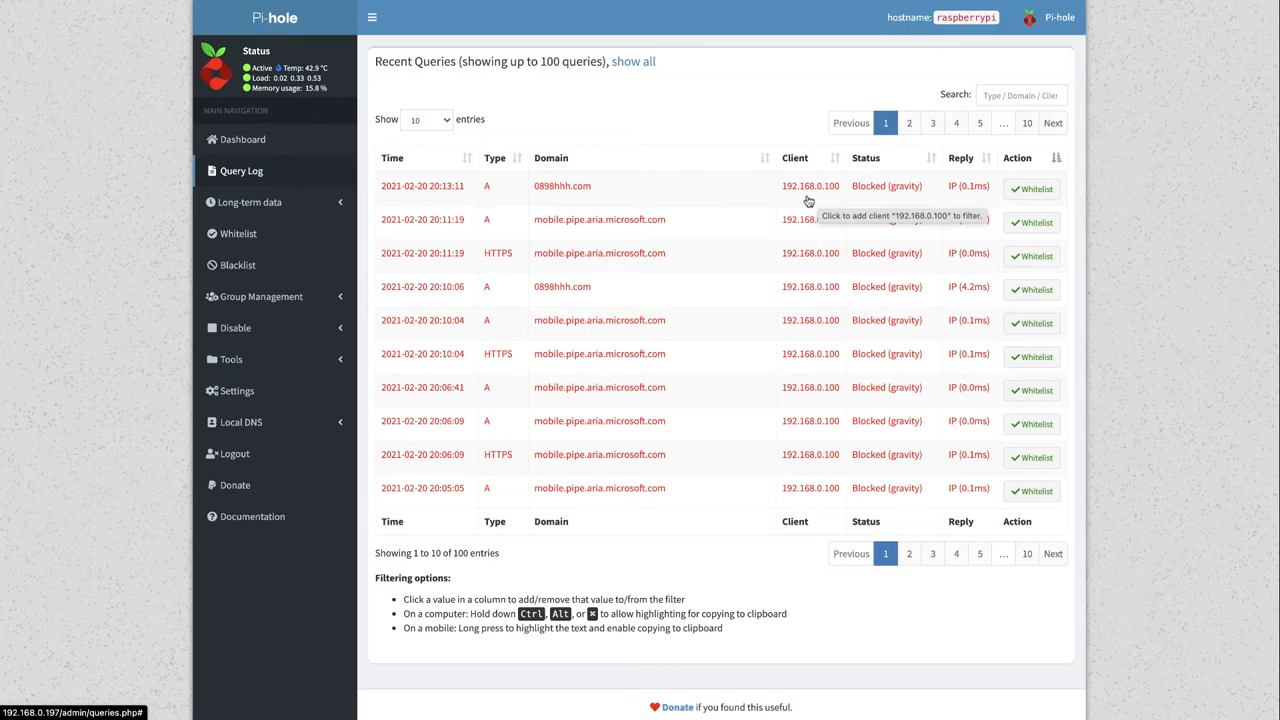 Pi-hole
hostname: raspberrypi
Pi-hole
Status
Active Temp: 42.9 °C
Load: 0.02 0.33 0.53
Memory usage: 15.8 %
MAIN NAVIGATION
Dashboard
Query Log
Long-term data
Whitelist
Blacklist
Group Management
Disable
Tools
Settings
Local DNS
Logout
Donate
Documentation
Recent Queries (showing up to 100 queries), show all
Search: Type / Domain / Clier
Show 10 entries
Previous 1 2 3 4 5 … 10 Next
Time Type Domain Client Status Reply Action
2021-02-20 20:13:11 A 0898hhh.com 192.168.0.100 Blocked (gravity) IP (0.1ms) Whitelist
Click to add client "192.168.0.100" to filter.
2021-02-20 20:11:19 A mobile.pipe.aria.microsoft.com 192.168. Whitelist
2021-02-20 20:11:19 HTTPS mobile.pipe.aria.microsoft.com 192.168.0.100 Blocked (gravity) IP (0.0ms) Whitelist
2021-02-20 20:10:06 A 0898hhh.com 192.168.0.100 Blocked (gravity) IP (4.2ms) Whitelist
2021-02-20 20:10:04 A mobile.pipe.aria.microsoft.com 192.168.0.100 Blocked (gravity) IP (0.1ms) Whitelist
2021-02-20 20:10:04 HTTPS mobile.pipe.aria.microsoft.com 192.168.0.100 Blocked (gravity) IP (0.1ms) Whitelist
2021-02-20 20:06:41 A mobile.pipe.aria.microsoft.com 192.168.0.100 Blocked (gravity) IP (0.0ms) Whitelist
2021-02-20 20:06:09 A mobile.pipe.aria.microsoft.com 192.168.0.100 Blocked (gravity) IP (0.0ms) Whitelist
2021-02-20 20:06:09 HTTPS mobile.pipe.aria.microsoft.com 192.168.0.100 Blocked (gravity) IP (0.1ms) Whitelist
2021-02-20 20:05:05 A mobile.pipe.aria.microsoft.com 192.168.0.100 Blocked (gravity) IP (0.1ms) Whitelist
Time Type Domain Client Status Reply Action
Showing 1 to 10 of 100 entries
Previous 1 2 3 4 5 … 10 Next
Filtering options:
Click a value in a column to add/remove that value to/from the filter
On a computer: Hold down Ctrl, Alt, or ⌘ to allow highlighting for copying to clipboard
On a mobile: Long press to highlight the text and enable copying to clipboard
Donate if you found this useful.
192.168.0.197/admin/queries.php#